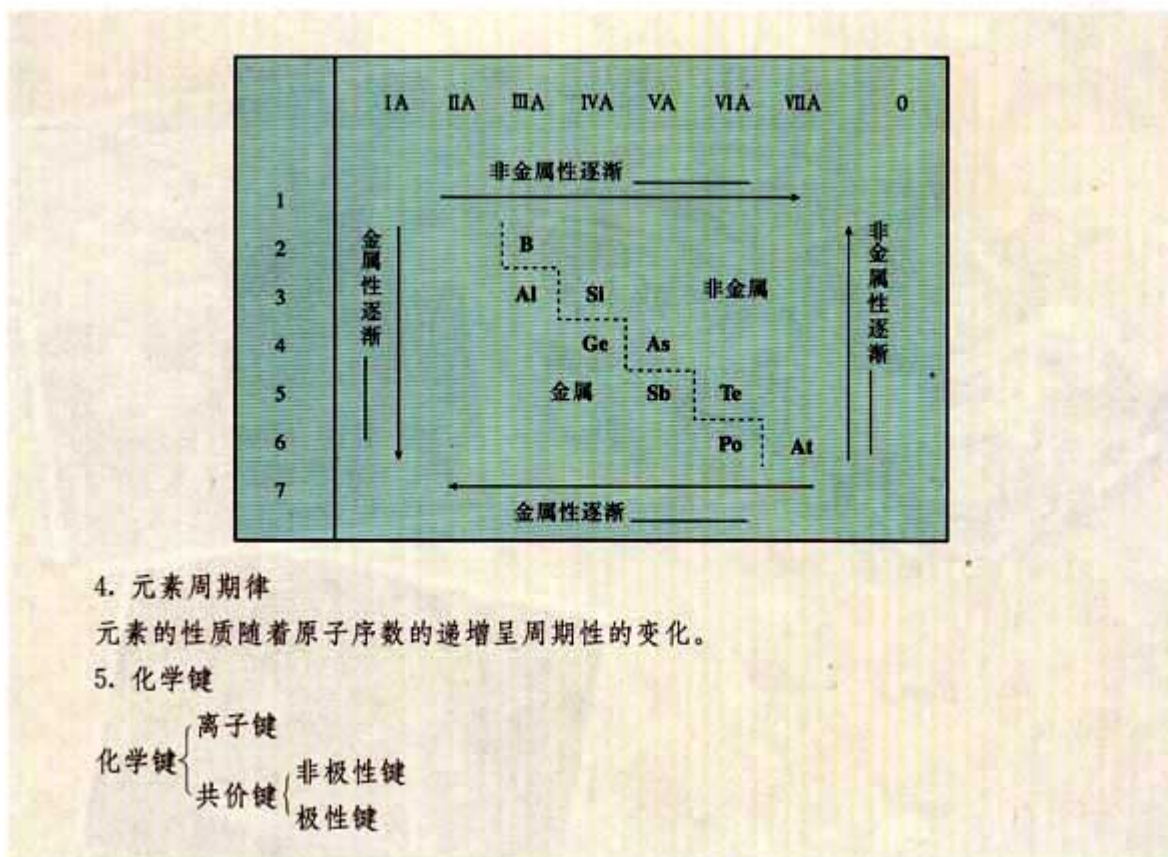 ⅠA ⅡA ⅢA ⅣA ⅤA ⅥA ⅦA 0
非金属性逐渐
1
2
3
4
5
6
7
金属性逐渐
B
Al Si
Ge As
Sb Te
Po At
非金属
金属
非金属性逐渐
金属性逐渐
4. 元素周期律
元素的性质随着原子序数的递增呈周期性的变化。
5. 化学键
化学键
离子键
共价键
非极性键
极性键